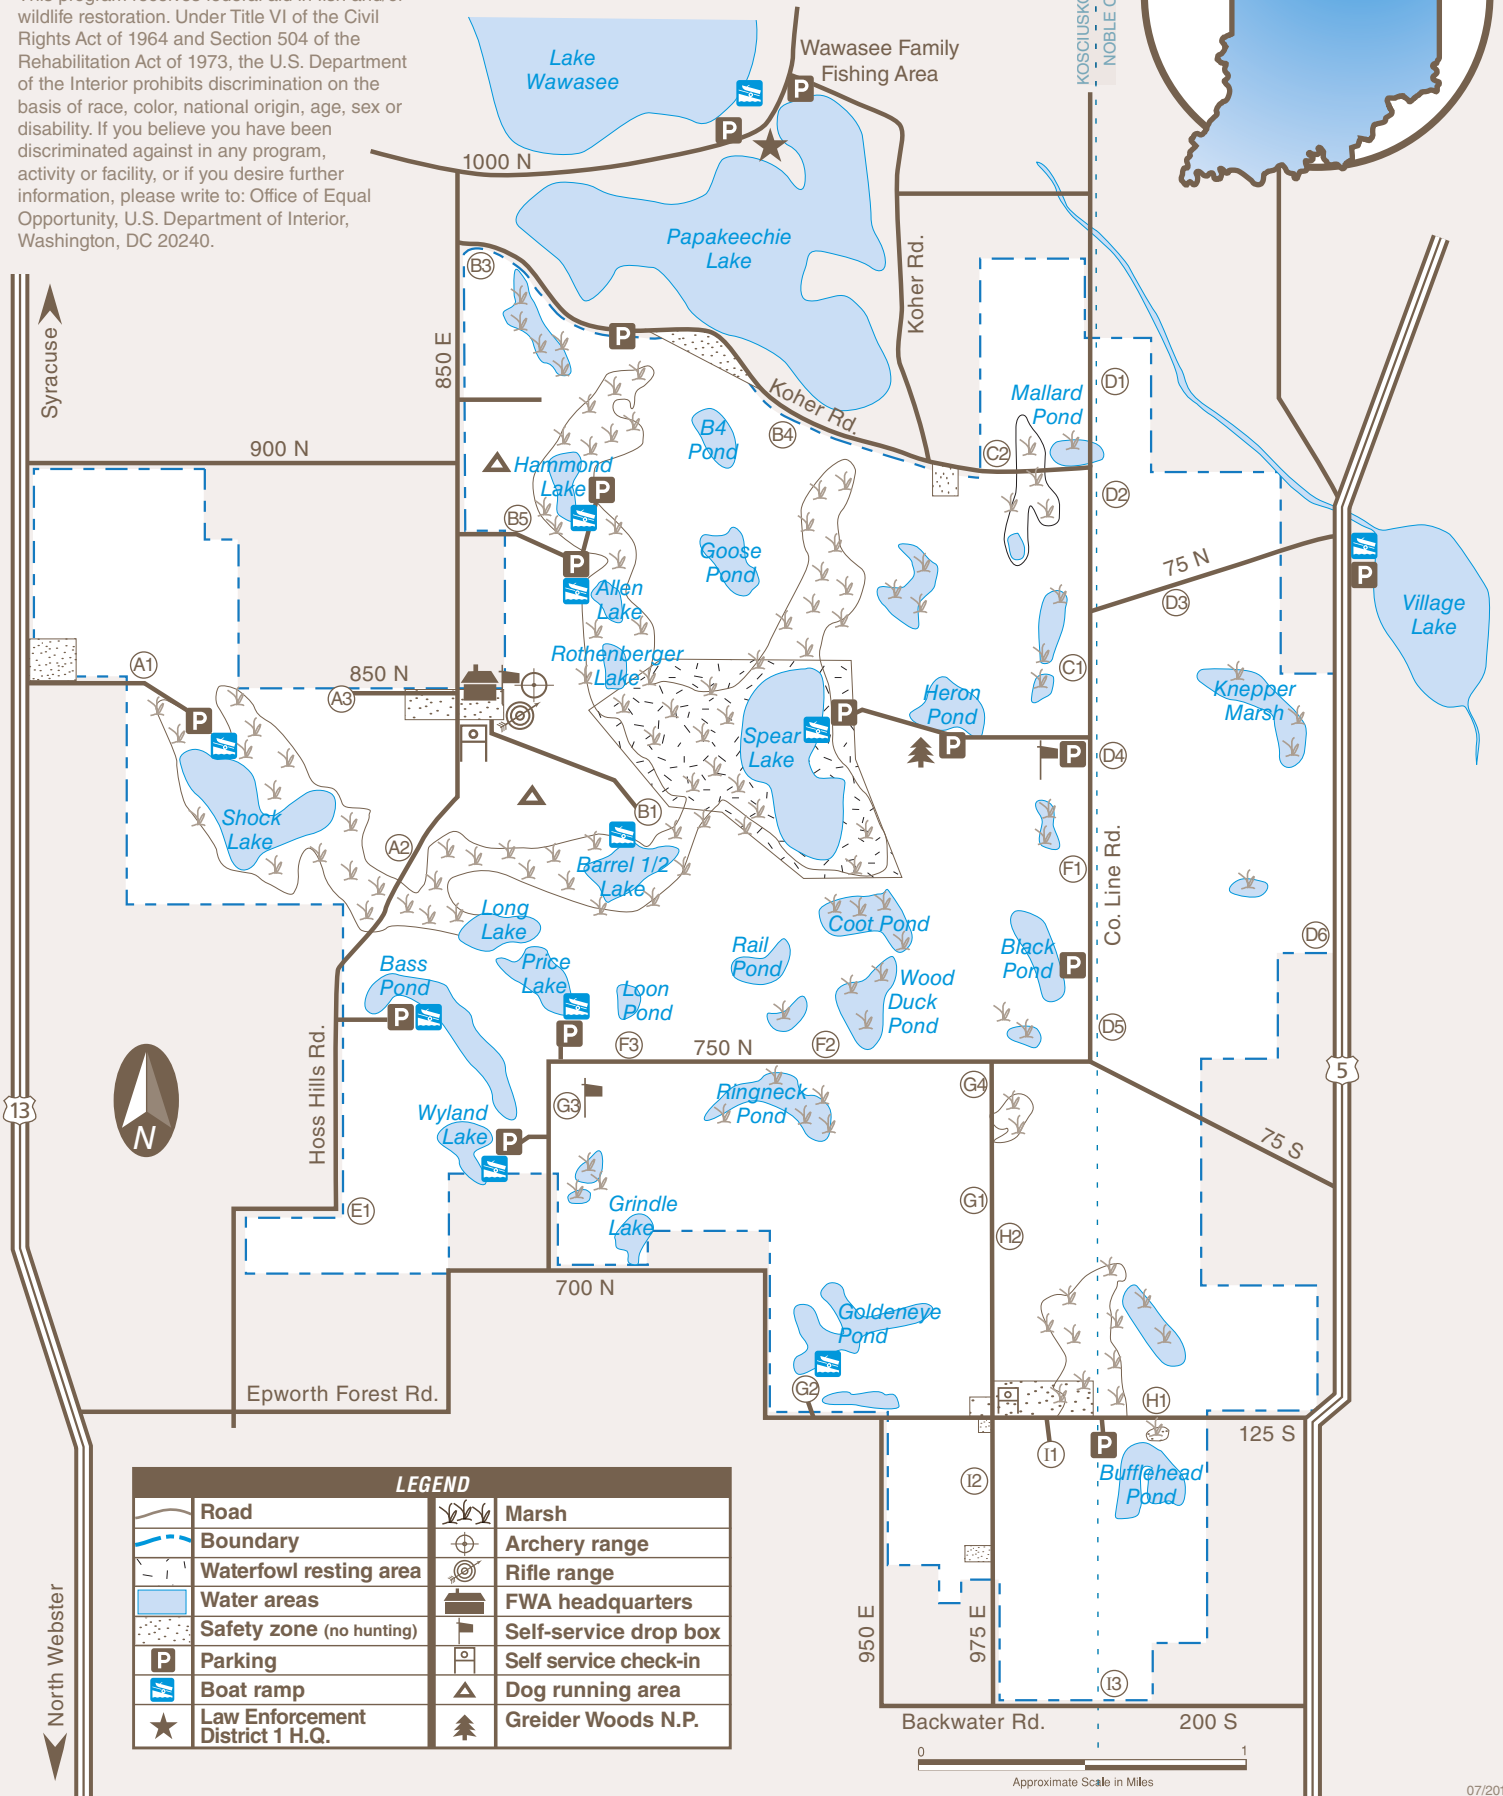 wildlife restoration. Under Title VI of the Civil
Rights Act of 1964 and Section 504 of the
Rehabilitation Act of 1973, the U.S. Department
of the Interior prohibits discrimination on the
basis of race, color, national origin, age, sex or
disability. If you believe you have been
discriminated against in any program,
activity or facility, or if you desire further
information, please write to: Office of Equal
Opportunity, U.S. Department of Interior,
Washington, DC 20240.
Lake
Wawasee
Wawasee Family
Fishing Area
KOSCIUSKO
NOBLE
P
P
1000 N
Papakeechie
Lake
Koher Rd.
B3
P
850 E
Syracuse
Koher Rd.
Mallard
Pond
D1
B4
Pond
B4
C2
900 N
Hammond
Lake
P
D2
B5
Goose
Pond
P
75 N
P
D3
Village
Lake
Allen
Lake
A1
Rothenberger
Lake
C1
850 N
A3
Heron
Pond
Knepper
Marsh
P
P
Spear
Lake
P
P
D4
Shock
Lake
B1
A2
Barrel 1/2
Lake
F1
Co. Line Rd.
Long
Lake
Coot Pond
D6
Bass
Pond
Price
Lake
Rail
Pond
Black
Pond
P
Loon
Pond
Wood
Duck
Pond
P
P
F3
F2
D5
750 N
Hoss Hills Rd.
5
13
N
G3
Ringneck
Pond
G4
Wyland
Lake
P
75 S
G1
E1
Grindle
Lake
H2
700 N
Goldeneye
Pond
Epworth Forest Rd.
G2
H1
125 S
I1
P
Bufflehead
Pond
I2
LEGEND
Road
Marsh
Boundary
Archery range
Waterfowl resting area
Rifle range
Water areas
FWA headquarters
Safety zone (no hunting)
Self-service drop box
P
Parking
Self service check-in
Boat ramp
Dog running area
Law Enforcement
District 1 H.Q.
Greider Woods N.P.
North Webster
950 E
975 E
I3
Backwater Rd.
200 S
0
1
Approximate Scale in Miles